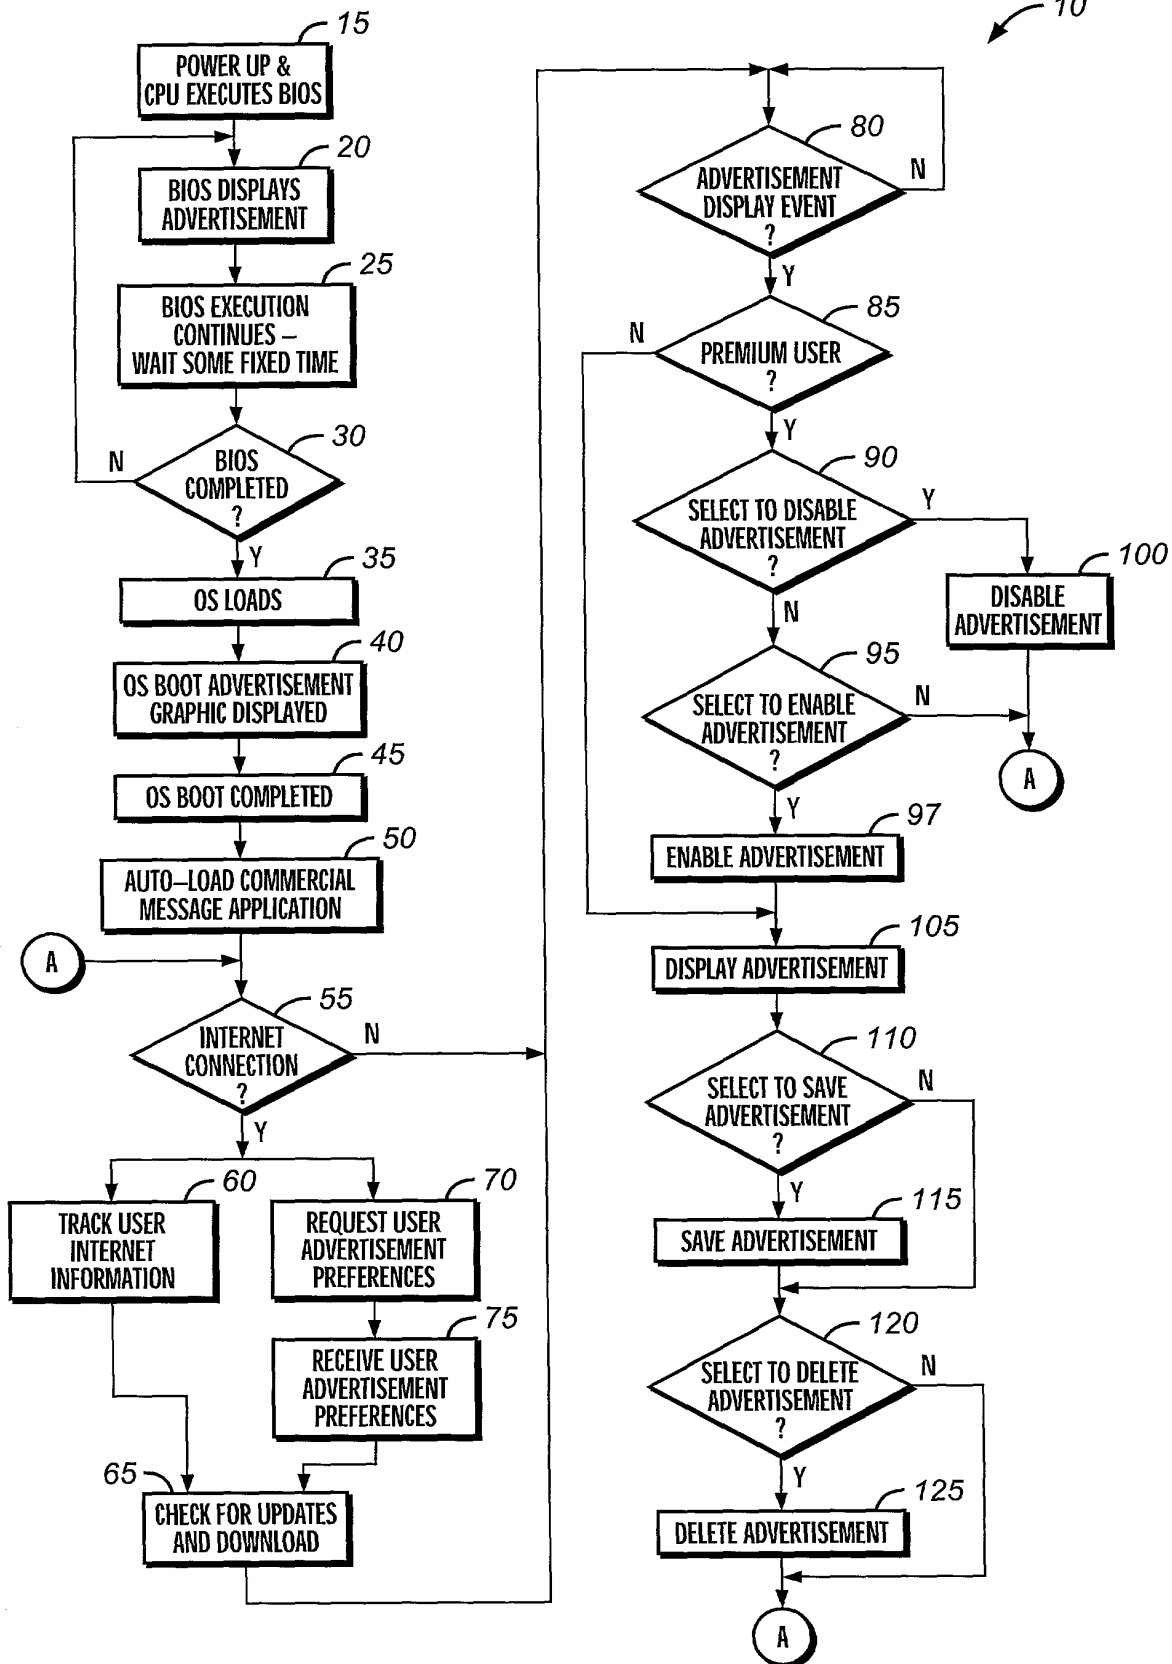 10
15
POWER UP &
CPU EXECUTES BIOS
20
BIOS DISPLAYS
ADVERTISEMENT
25
BIOS EXECUTION
CONTINUES –
WAIT SOME FIXED TIME
30
BIOS
COMPLETED
?
N
Y
35
OS LOADS
40
OS BOOT ADVERTISEMENT
GRAPHIC DISPLAYED
45
OS BOOT COMPLETED
50
AUTO–LOAD COMMERCIAL
MESSAGE APPLICATION
A
55
INTERNET
CONNECTION
?
N
Y
60
TRACK USER
INTERNET
INFORMATION
70
REQUEST USER
ADVERTISEMENT
PREFERENCES
75
RECEIVE USER
ADVERTISEMENT
PREFERENCES
65
CHECK FOR UPDATES
AND DOWNLOAD
80
ADVERTISEMENT
DISPLAY EVENT
?
N
Y
85
PREMIUM USER
?
N
Y
90
SELECT TO DISABLE
ADVERTISEMENT
?
Y
N
100
DISABLE
ADVERTISEMENT
95
SELECT TO ENABLE
ADVERTISEMENT
?
N
Y
A
97
ENABLE ADVERTISEMENT
105
DISPLAY ADVERTISEMENT
110
SELECT TO SAVE
ADVERTISEMENT
?
N
Y
115
SAVE ADVERTISEMENT
120
SELECT TO DELETE
ADVERTISEMENT
?
N
Y
125
DELETE ADVERTISEMENT
A